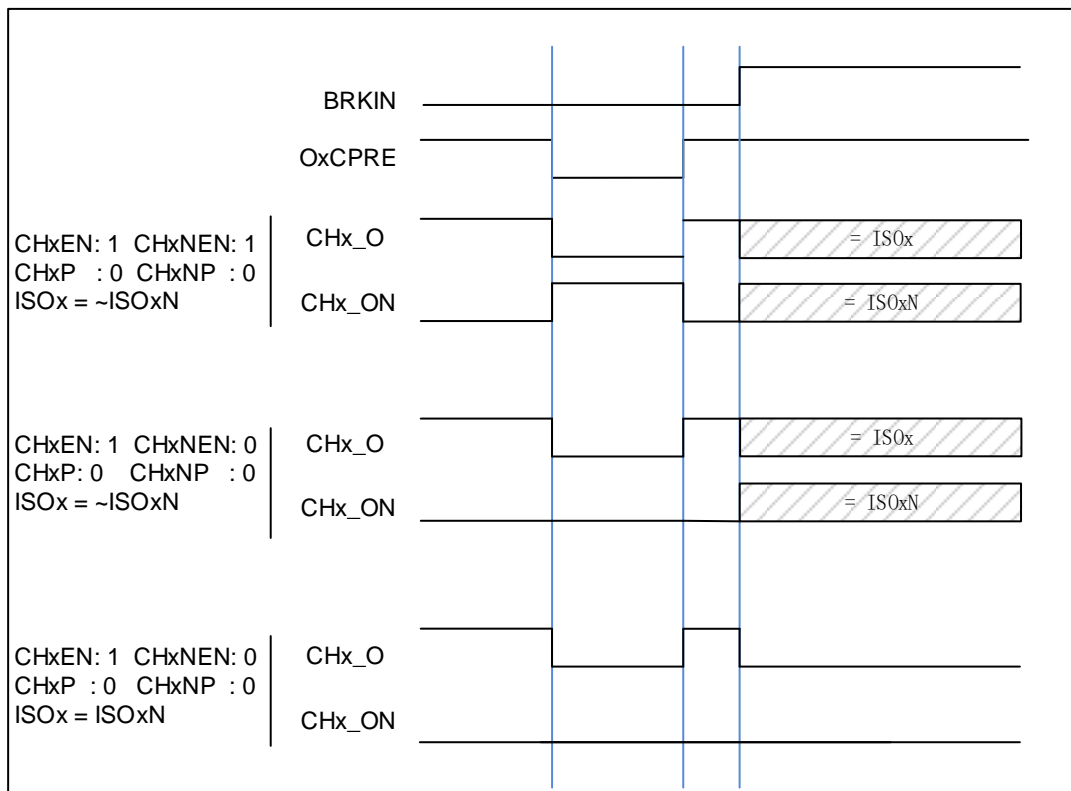 BRKIN
OxCPRE
CHxEN: 1 CHxNEN: 1
CHxP : 0 CHxNP : 0
ISOx = ~ISOxN
CHx_O
= ISOx
CHx_ON
= ISOxN
CHxEN: 1 CHxNEN: 0
CHxP: 0 CHxNP : 0
ISOx = ~ISOxN
CHx_O
= ISOx
CHx_ON
= ISOxN
CHxEN: 1 CHxNEN: 0
CHxP : 0 CHxNP : 0
ISOx = ISOxN
CHx_O
CHx_ON